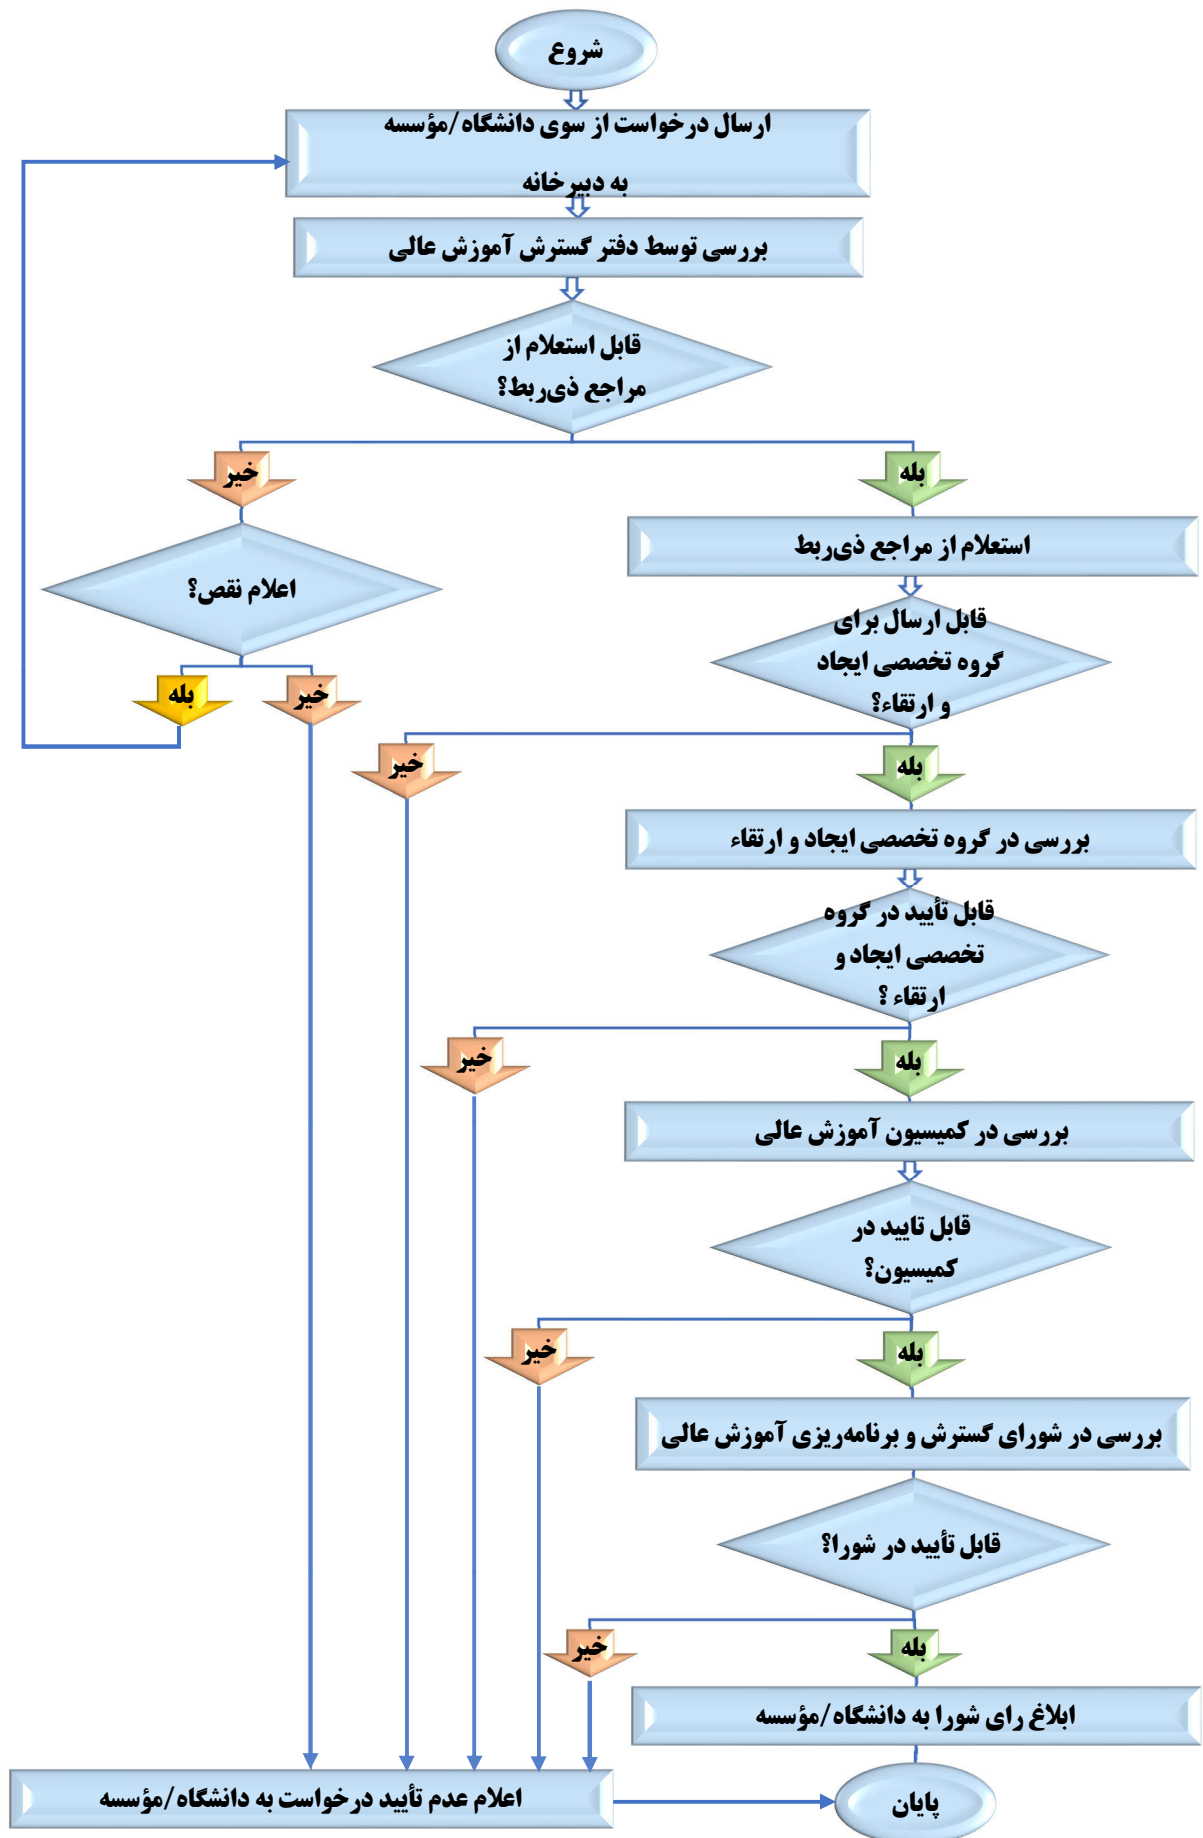 شروع
ارسال درخواست از سوی دانشگاه/مؤسسه
به دبیرخانه
بررسی توسط دفتر گسترش آموزش عالی
قابل استعلام از
مراجع ذی‌ربط؟
خیر
بله
استعلام از مراجع ذی‌ربط
اعلام نقص؟
قابل ارسال برای
گروه تخصصی ایجاد
و ارتقاء؟
بله
خیر
خیر
بله
بررسی در گروه تخصصی ایجاد و ارتقاء
قابل تأیید در گروه
تخصصی ایجاد و
ارتقاء ؟
خیر
بله
بررسی در کمیسیون آموزش عالی
قابل تایید در
کمیسیون؟
خیر
بله
بررسی در شورای گسترش و برنامه‌ریزی آموزش عالی
قابل تأیید در شورا؟
خیر
بله
ابلاغ رای شورا به دانشگاه/مؤسسه
اعلام عدم تأیید درخواست به دانشگاه/مؤسسه
پایان